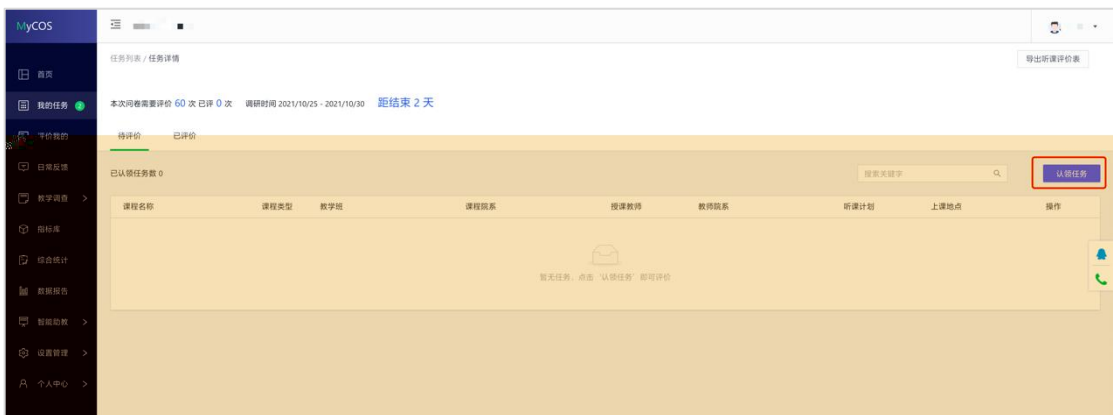 MyCOS
任务列表 / 任务详情
导出听课评价表
首页
我的任务 2
本次问卷需要评价 60 次 已评 0 次 调研时间 2021/10/25 - 2021/10/30 距结束 2 天
评价我的
待评价 已评价
日常反馈
已认领任务数 0
搜索关键字
认领任务
教学调查
课程名称 课程类型 教学班 课程院系 授课教师 教师院系 听课计划 上课地点 操作
指标库
综合统计
暂无任务，点击‘认领任务’即可评价
数据报告
智能助教
设置管理
个人中心